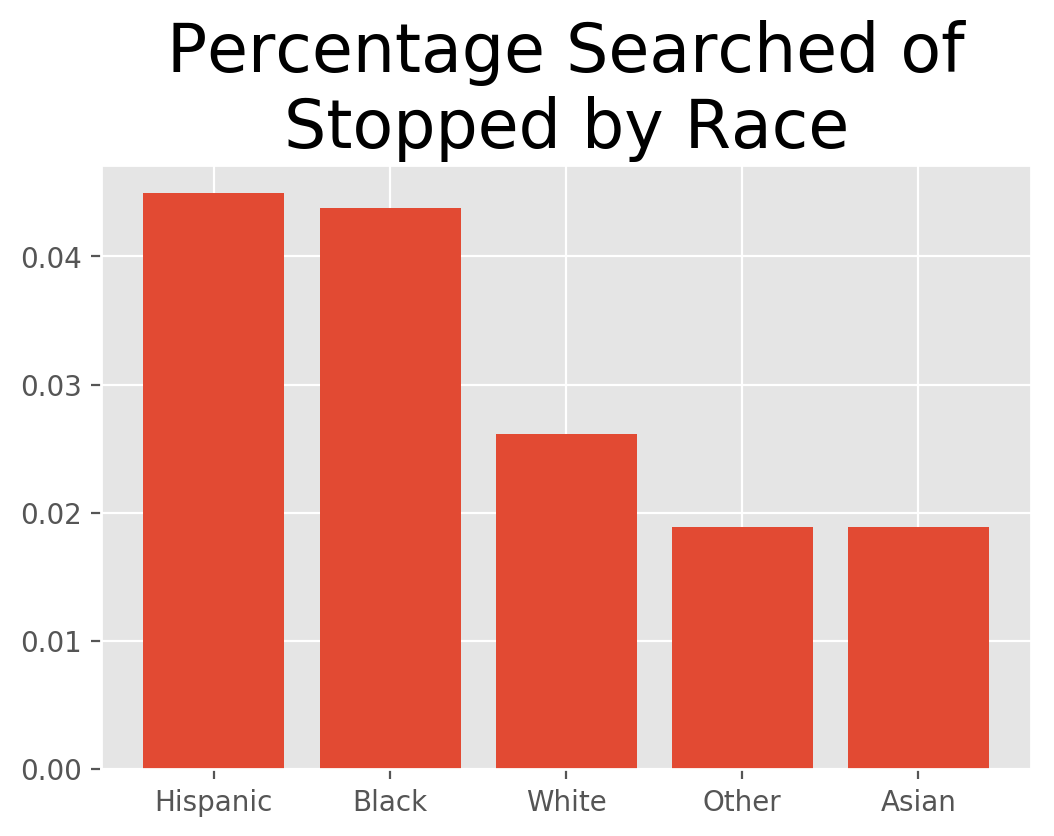 Percentage Searched of
Stopped by Race
0.04
0.03
0.02
0.01
0.00
Hispanic Black White Other Asian